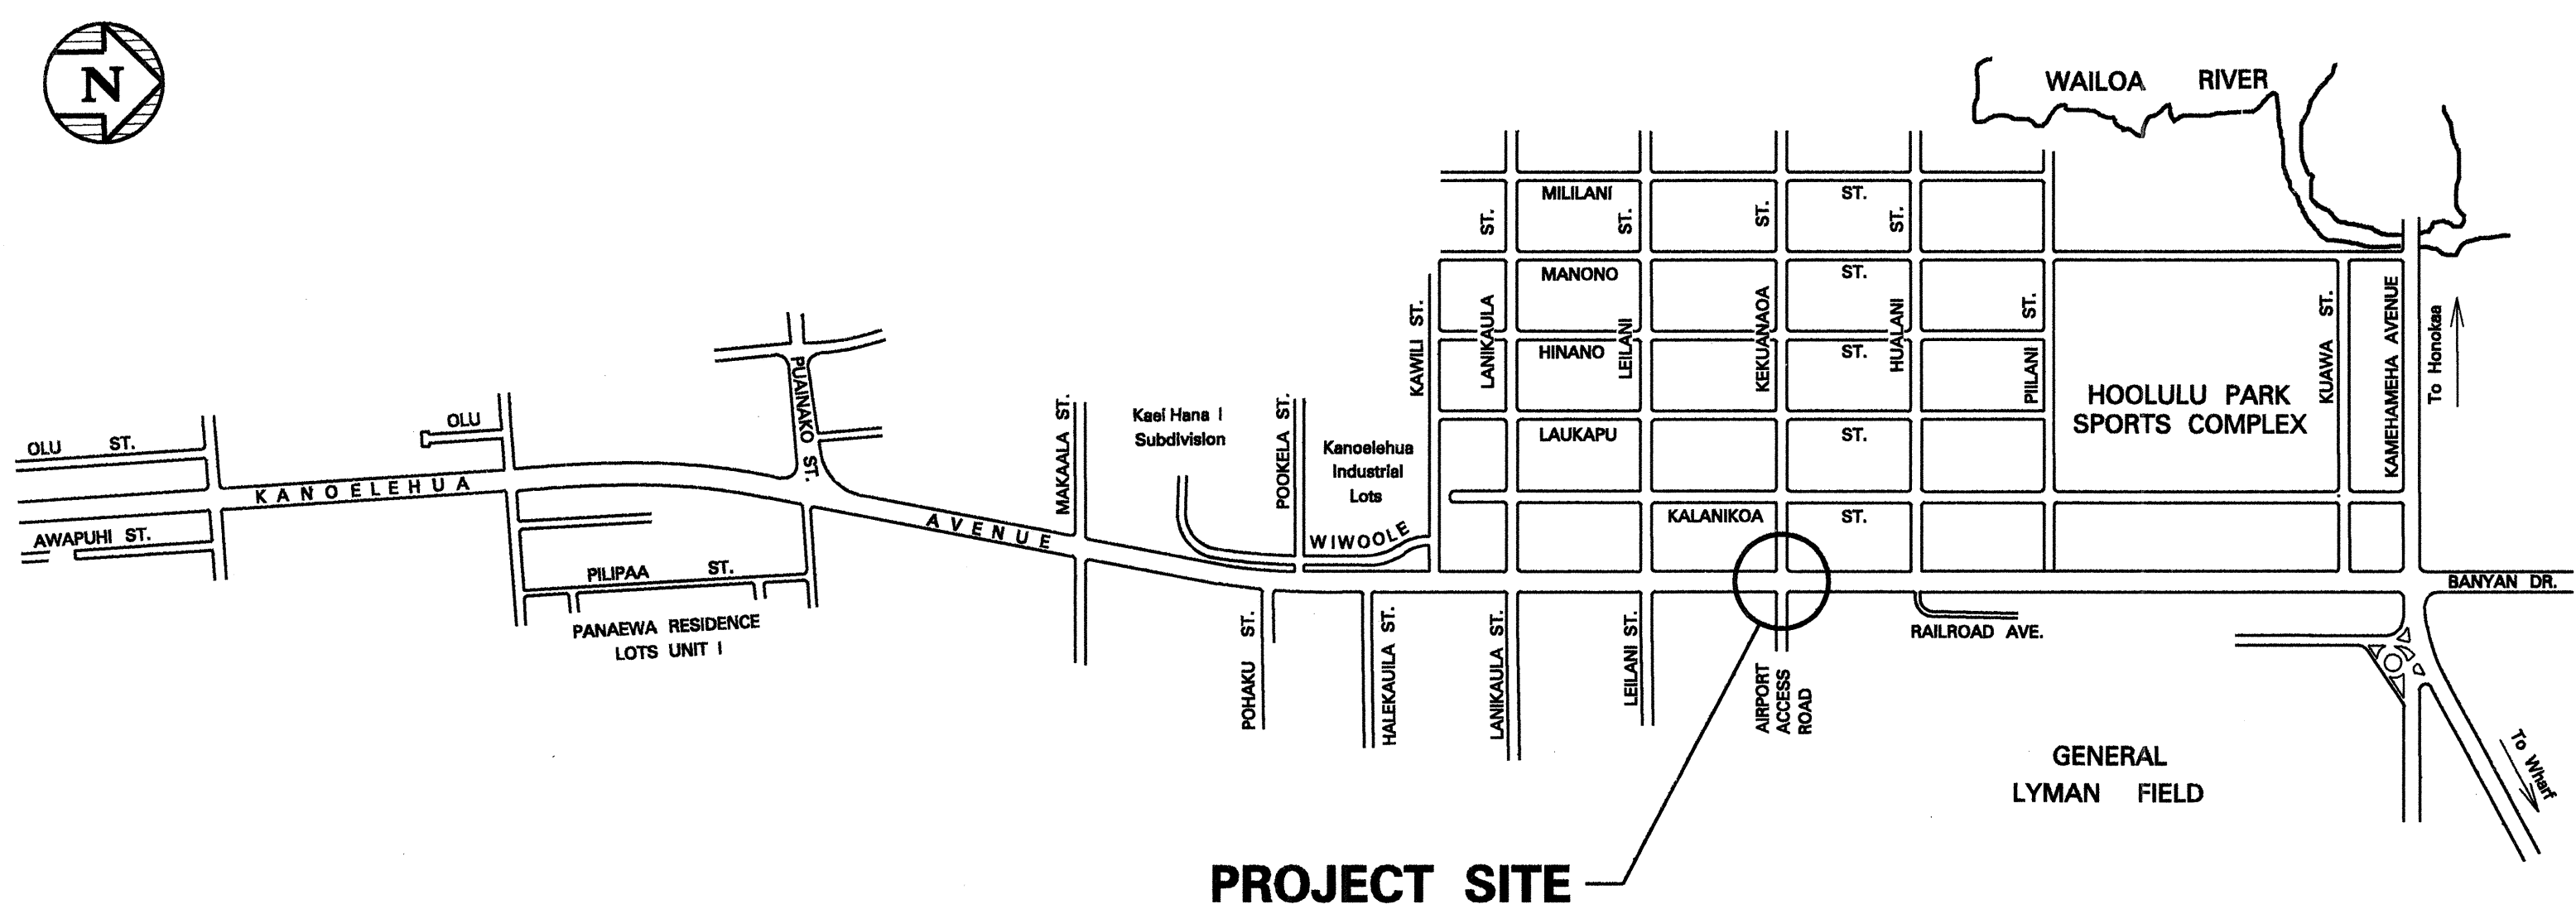 N
WAILOA RIVER
MILILANI ST.
LANIKAULA ST.
LEILANI ST.
KEKUANAOA ST.
HUALANI ST.
PIILANI ST.
MANONO ST.
HINANO ST.
LAUKAPU ST.
KALANIKOA ST.
KAWILI ST.
KUAWA ST.
KAMEHAMEHA AVENUE
To Honokaa
HOOLULU PARK
SPORTS COMPLEX
OLU ST.
OLU
KANOELEHUA AVENUE
AWAPUHI ST.
PUAINAKO ST.
PILIPAA ST.
PANAEWA RESIDENCE
LOTS UNIT I
MAKAALA ST.
Kaei Hana I
Subdivision
POOKELA ST.
Kanoelehua
Industrial
Lots
WIWOOLE
BANYAN DR.
POHAKU ST.
HALEKAUILA ST.
LANIKAULA ST.
LEILANI ST.
AIRPORT
ACCESS
ROAD
RAILROAD AVE.
GENERAL
LYMAN FIELD
To Wharf
PROJECT SITE